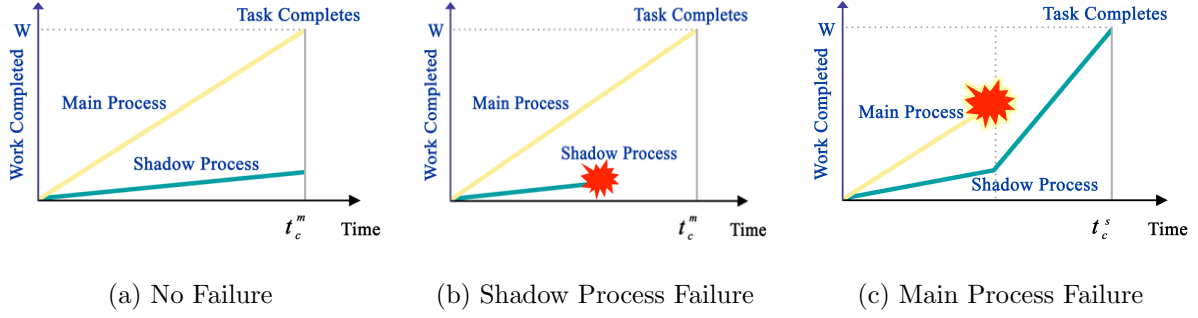 Task Completes
W
Work Completed
Main Process
Shadow Process
t_c^m
Time
(a) No Failure
Task Completes
W
Work Completed
Main Process
Shadow Process
t_c^m
Time
(b) Shadow Process Failure
Task Completes
W
Work Completed
Main Process
Shadow Process
t_c^s
Time
(c) Main Process Failure